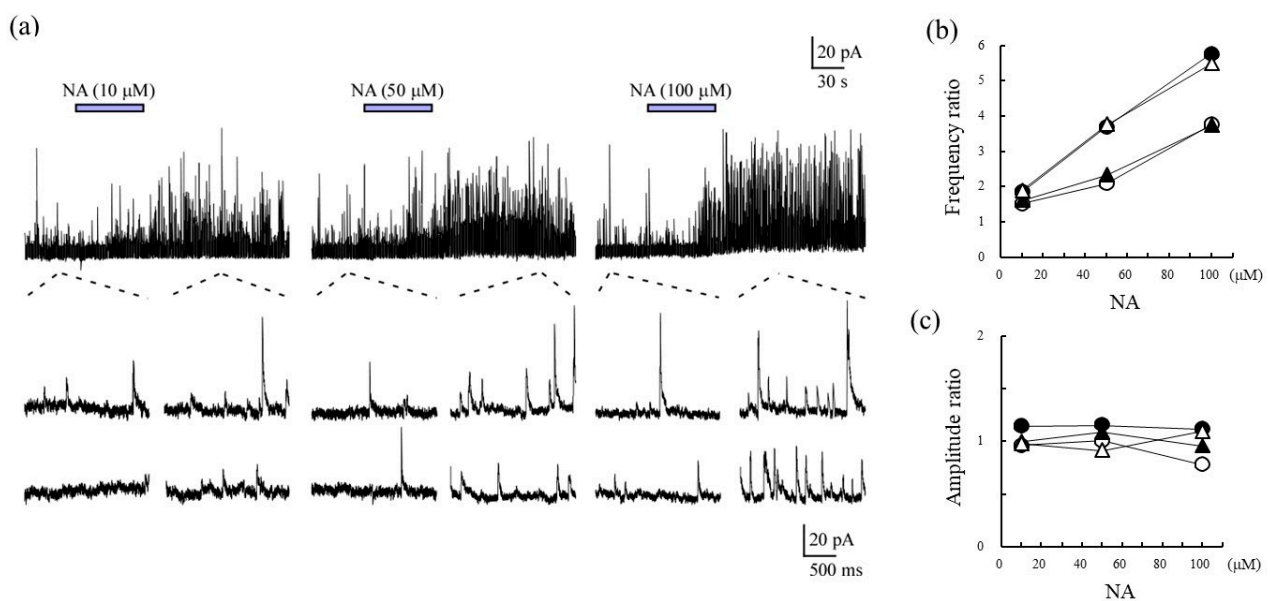 (a)
20 pA
30 s
NA (10 μM)
NA (50 μM)
NA (100 μM)
20 pA
500 ms
(b)
Frequency ratio
6
5
4
3
2
1
0
0 20 40 60 80 100 (μM)
NA
(c)
Amplitude ratio
2
1
0
0 20 40 60 80 100 (μM)
NA